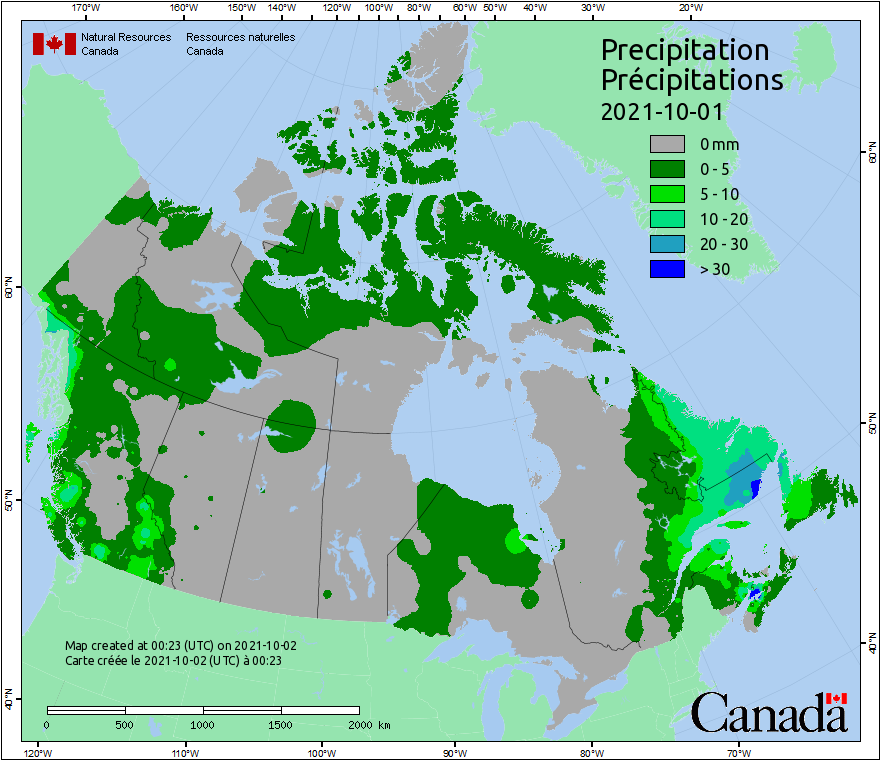 170°W 160°W 150°W 140°W 130°W 120°W 110°W 100°W 90°W 80°W 70°W 60°W 50°W 40°W 30°W 20°W
Natural Resources Ressources naturelles
Canada Canada
Precipitation
Précipitations
2021-10-01
0 mm
0 - 5
5 - 10
10 - 20
20 - 30
> 30
60°N
60°N
50°N
50°N
40°N
40°N
Map created at 00:23 (UTC) on 2021-10-02
Carte créée le 2021-10-02 (UTC) à 00:23
0 500 1000 1500 2000 km
Canada
120°W 110°W 100°W 90°W 80°W 70°W